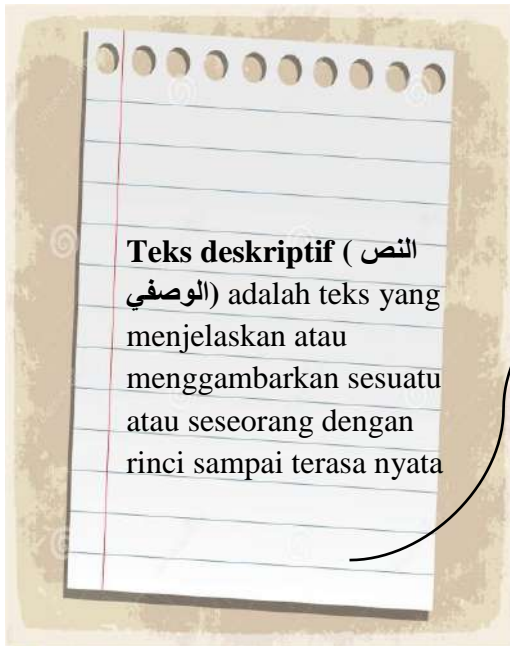 Teks deskriptif ( النص
الوصفي) adalah teks yang
menjelaskan atau
menggambarkan sesuatu
atau seseorang dengan
rinci sampai terasa nyata